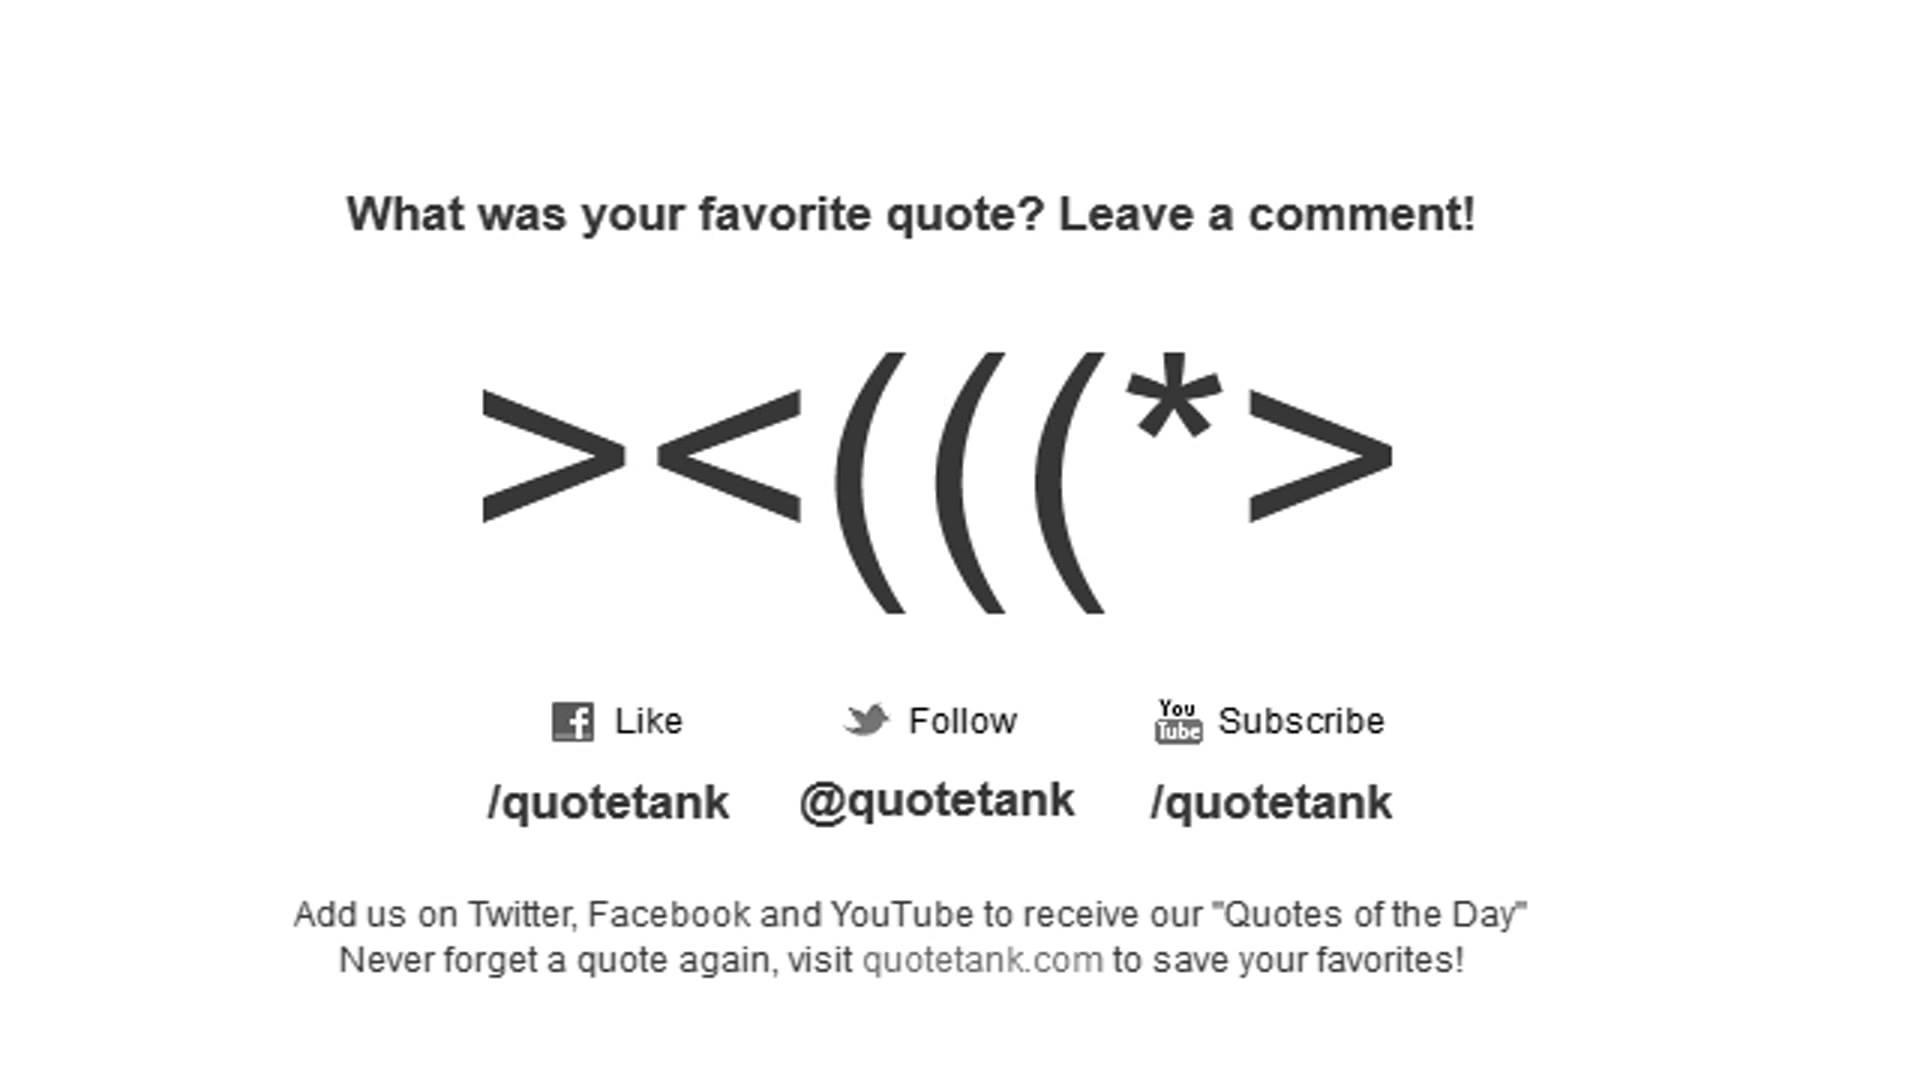 What was your favorite quote? Leave a comment!
><(((*>
f Like Follow You Tube Subscribe
/quotetank @quotetank /quotetank
Add us on Twitter, Facebook and YouTube to receive our "Quotes of the Day"
Never forget a quote again, visit quotetank.com to save your favorites!